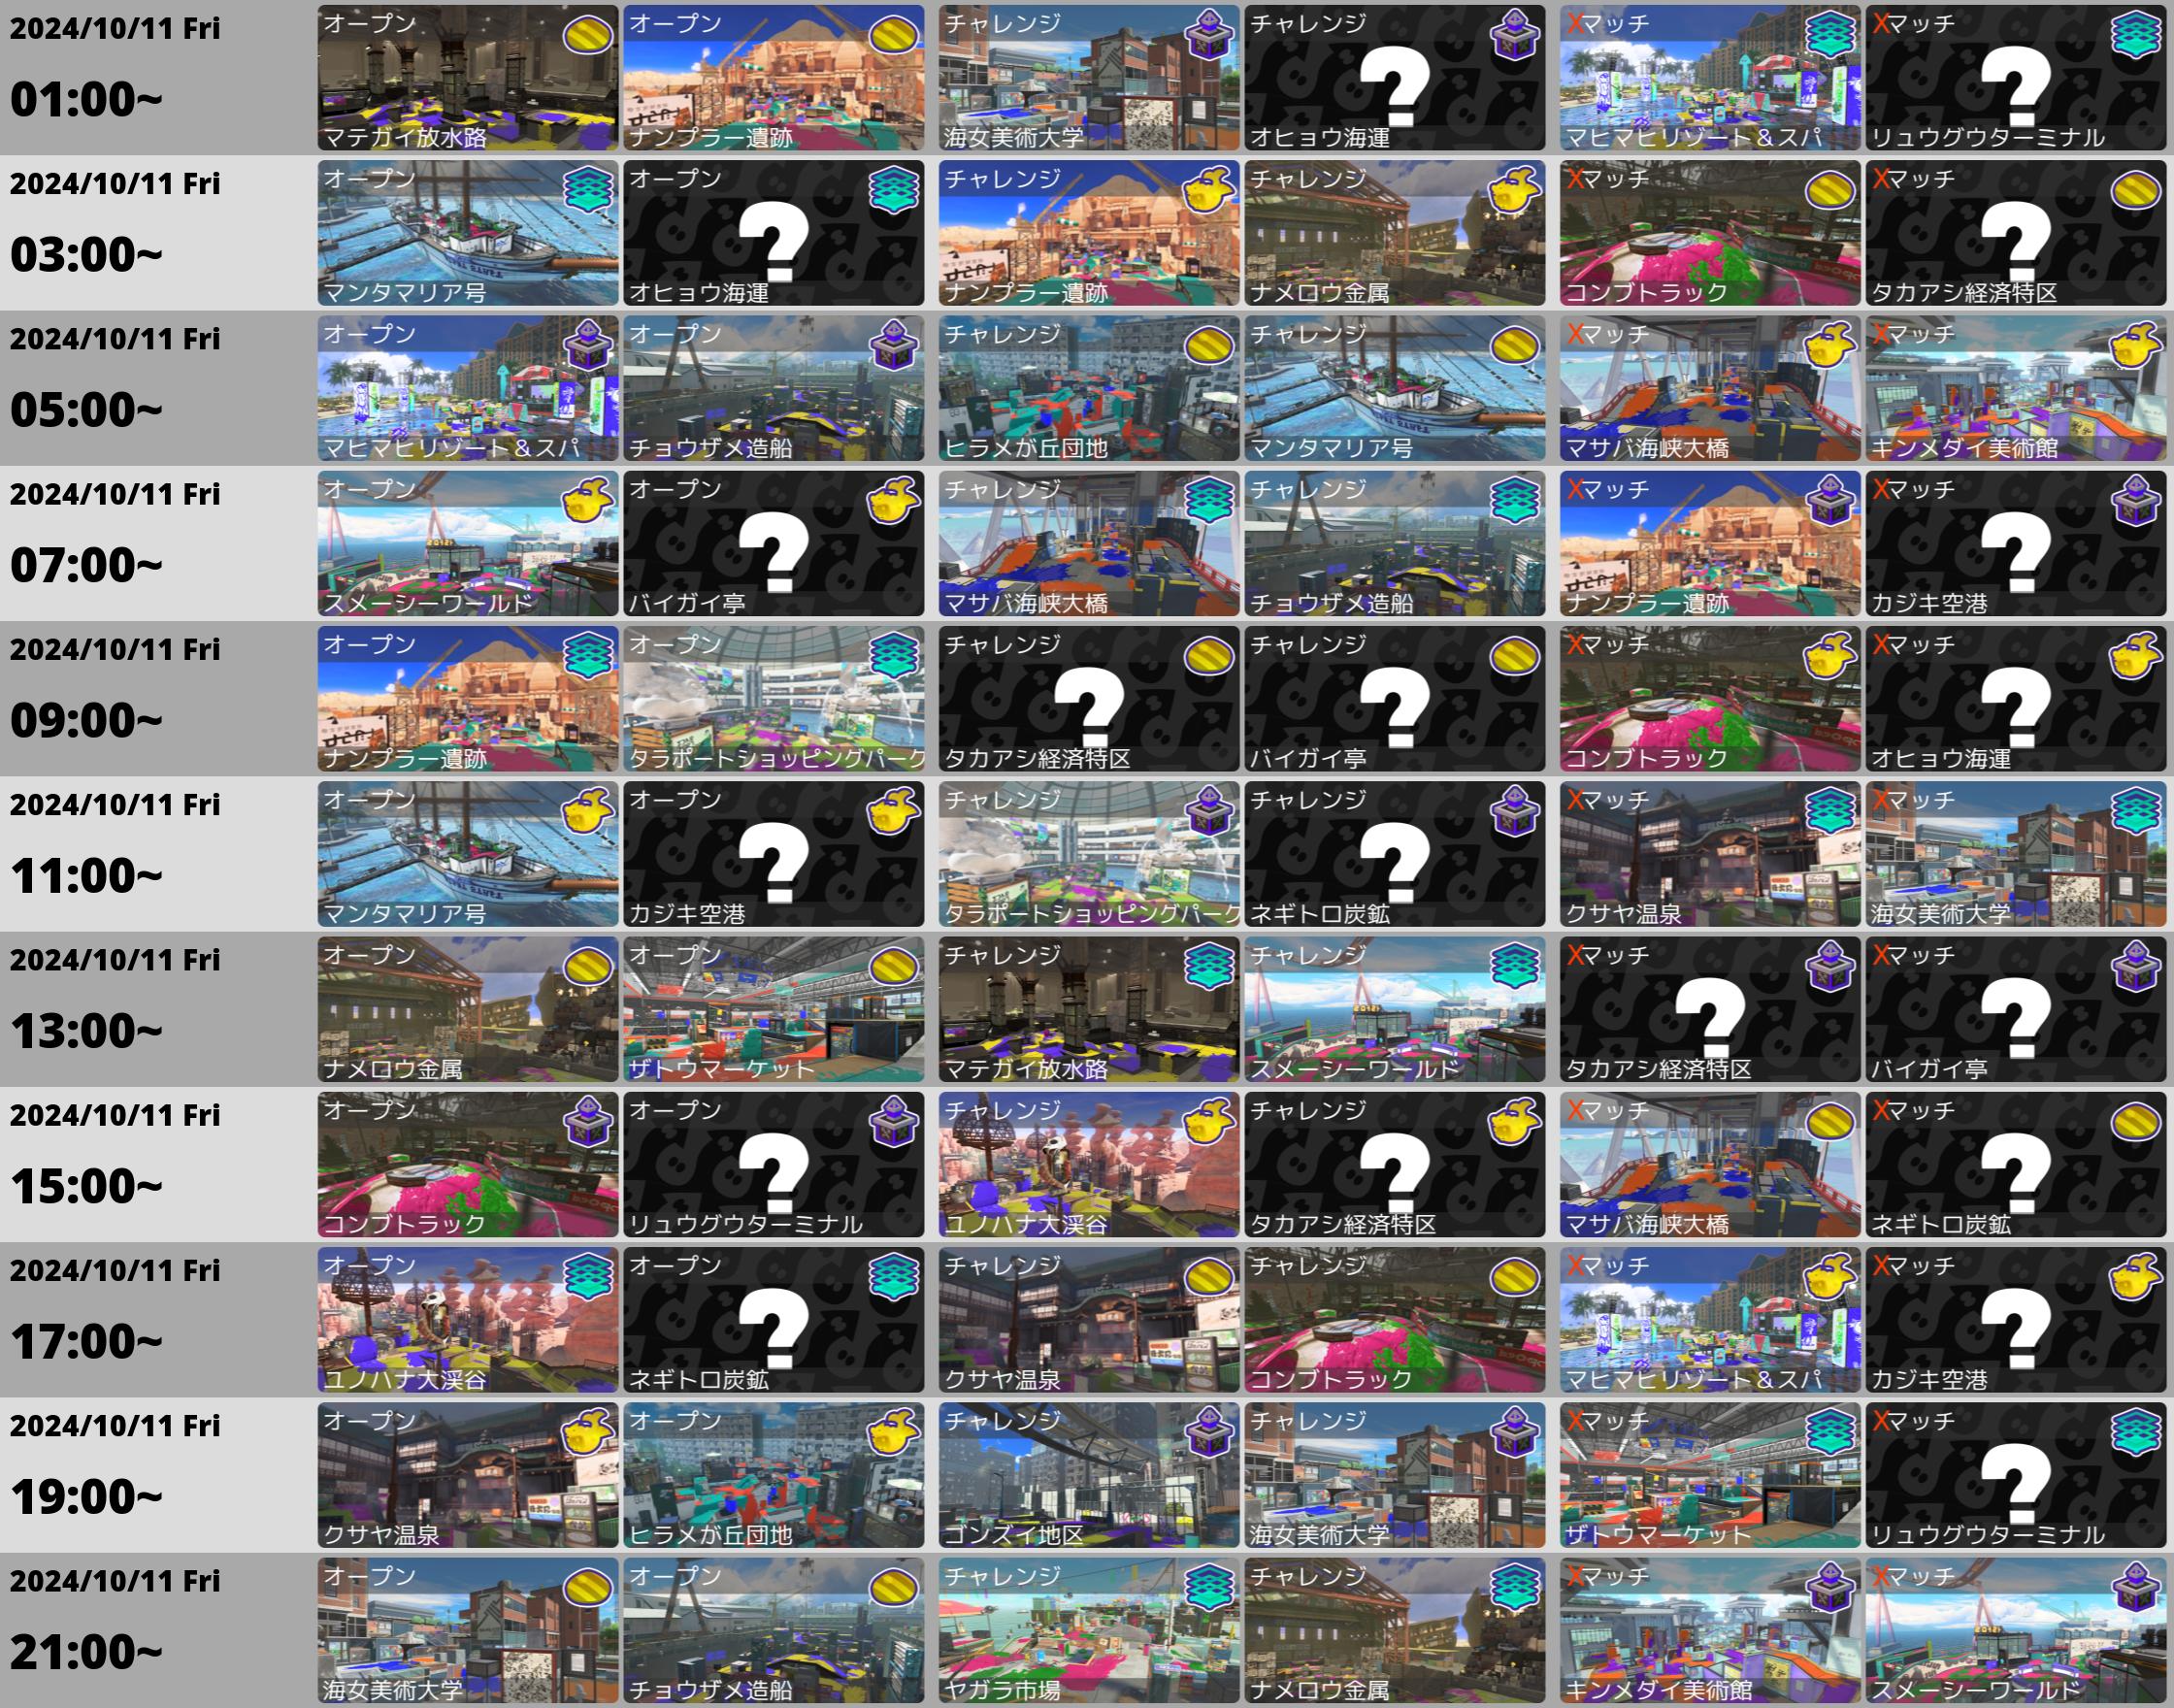 2024/10/11 Fri
01:00~
オープン
マテガイ放水路
オープン
ナンプラー遺跡
チャレンジ
海女美術大学
チャレンジ
オヒョウ海運
Xマッチ
マヒマヒリゾート＆スパ
Xマッチ
リュウグウターミナル
2024/10/11 Fri
03:00~
オープン
マンタマリア号
オープン
オヒョウ海運
チャレンジ
ナンプラー遺跡
チャレンジ
ナメロウ金属
Xマッチ
コンブトラック
Xマッチ
タカアシ経済特区
2024/10/11 Fri
05:00~
オープン
マヒマヒリゾート＆スパ
オープン
チョウザメ造船
チャレンジ
ヒラメが丘団地
チャレンジ
マンタマリア号
Xマッチ
マサバ海峡大橋
Xマッチ
キンメダイ美術館
2024/10/11 Fri
07:00~
オープン
スメーシーワールド
オープン
バイガイ亭
チャレンジ
マサバ海峡大橋
チャレンジ
チョウザメ造船
Xマッチ
ナンプラー遺跡
Xマッチ
カジキ空港
2024/10/11 Fri
09:00~
オープン
ナンプラー遺跡
オープン
タラポートショッピングパーク
チャレンジ
タカアシ経済特区
チャレンジ
バイガイ亭
Xマッチ
コンブトラック
Xマッチ
オヒョウ海運
2024/10/11 Fri
11:00~
オープン
マンタマリア号
オープン
カジキ空港
チャレンジ
タラポートショッピングパーク
チャレンジ
ネギトロ炭鉱
Xマッチ
クサヤ温泉
Xマッチ
海女美術大学
2024/10/11 Fri
13:00~
オープン
ナメロウ金属
オープン
ザトウマーケット
チャレンジ
マテガイ放水路
チャレンジ
スメーシーワールド
Xマッチ
タカアシ経済特区
Xマッチ
バイガイ亭
2024/10/11 Fri
15:00~
オープン
コンブトラック
オープン
リュウグウターミナル
チャレンジ
ユノハナ大渓谷
チャレンジ
タカアシ経済特区
Xマッチ
マサバ海峡大橋
Xマッチ
ネギトロ炭鉱
2024/10/11 Fri
17:00~
オープン
ユノハナ大渓谷
オープン
ネギトロ炭鉱
チャレンジ
クサヤ温泉
チャレンジ
コンブトラック
Xマッチ
マヒマヒリゾート＆スパ
Xマッチ
カジキ空港
2024/10/11 Fri
19:00~
オープン
クサヤ温泉
オープン
ヒラメが丘団地
チャレンジ
ゴンズイ地区
チャレンジ
海女美術大学
Xマッチ
ザトウマーケット
Xマッチ
リュウグウターミナル
2024/10/11 Fri
21:00~
オープン
海女美術大学
オープン
チョウザメ造船
チャレンジ
ヤガラ市場
チャレンジ
ナメロウ金属
Xマッチ
キンメダイ美術館
Xマッチ
スメーシーワールド